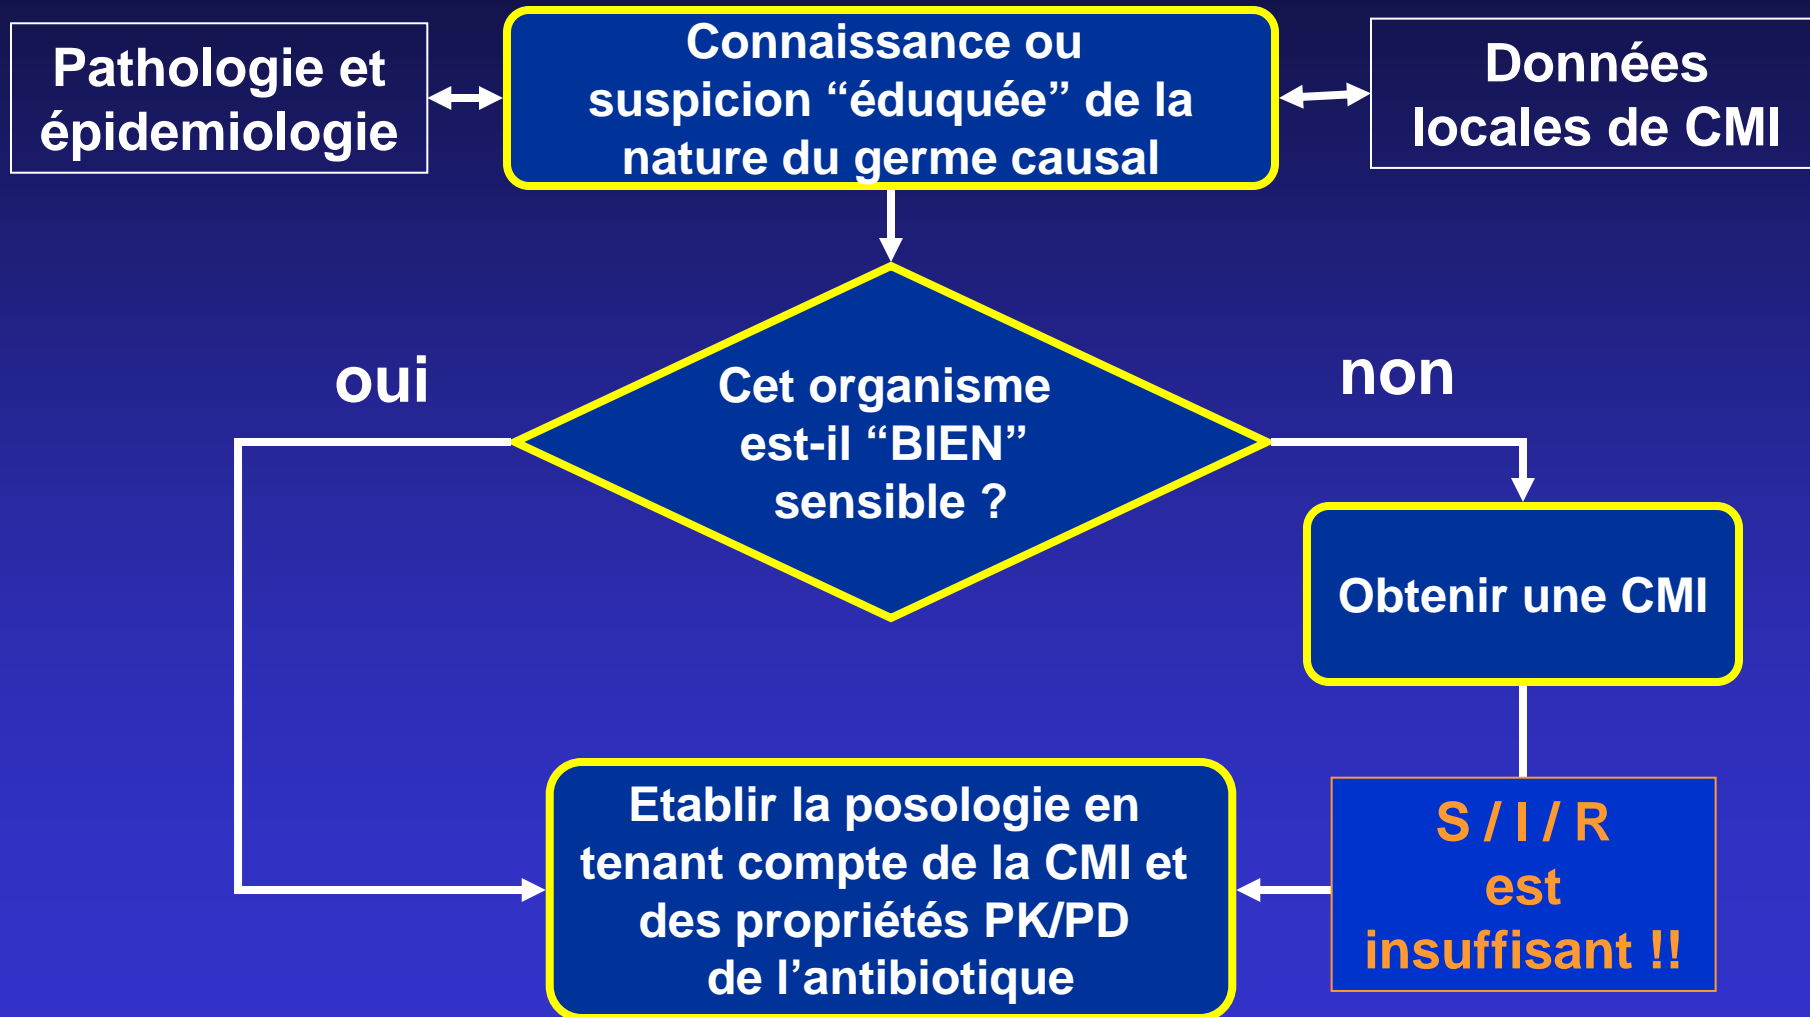 Pathologie et
épidemiologie
Connaissance ou
suspicion “éduquée” de la
nature du germe causal
Données
locales de CMI
oui
Cet organisme
est-il “BIEN”
sensible ?
non
Obtenir une CMI
Etablir la posologie en
tenant compte de la CMI et
des propriétés PK/PD
de l’antibiotique
S / I / R
est
insuffisant !!